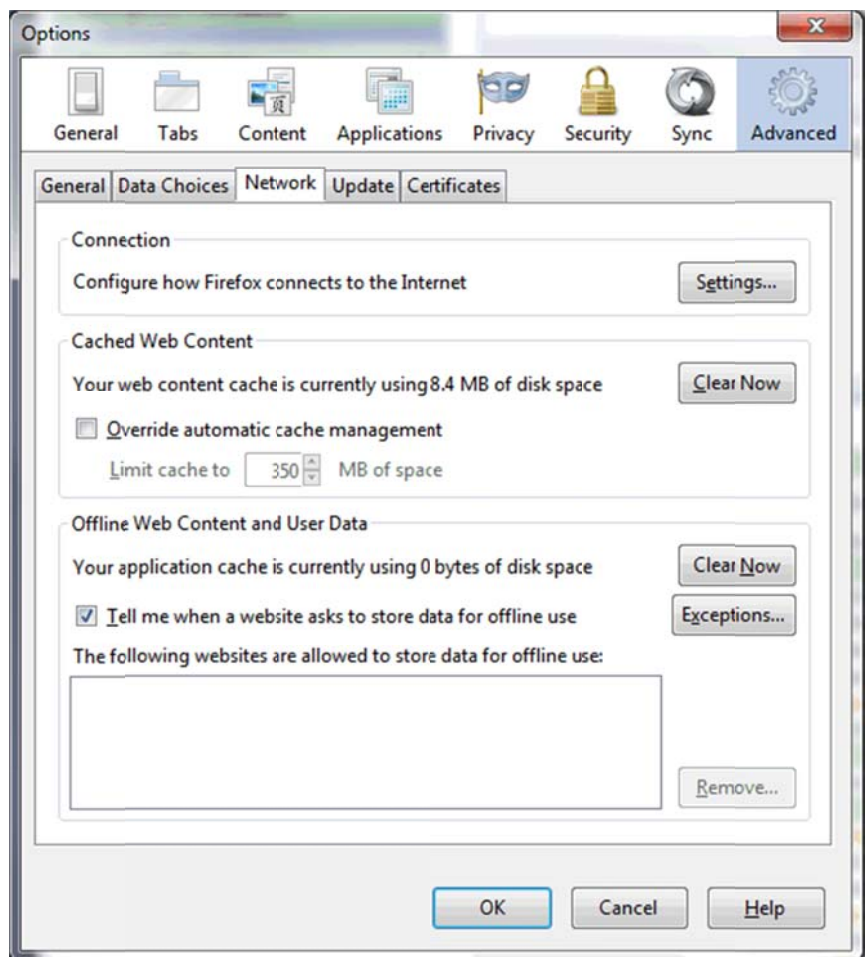 Options
General Tabs Content Applications Privacy Security Sync Advanced
General Data Choices Network Update Certificates
Connection
Configure how Firefox connects to the Internet Settings...
Cached Web Content
Your web content cache is currently using 8.4 MB of disk space Clear Now
Override automatic cache management
Limit cache to 350 MB of space
Offline Web Content and User Data
Your application cache is currently using 0 bytes of disk space Clear Now
Tell me when a website asks to store data for offline use Exceptions...
The following websites are allowed to store data for offline use:
Remove...
OK Cancel Help